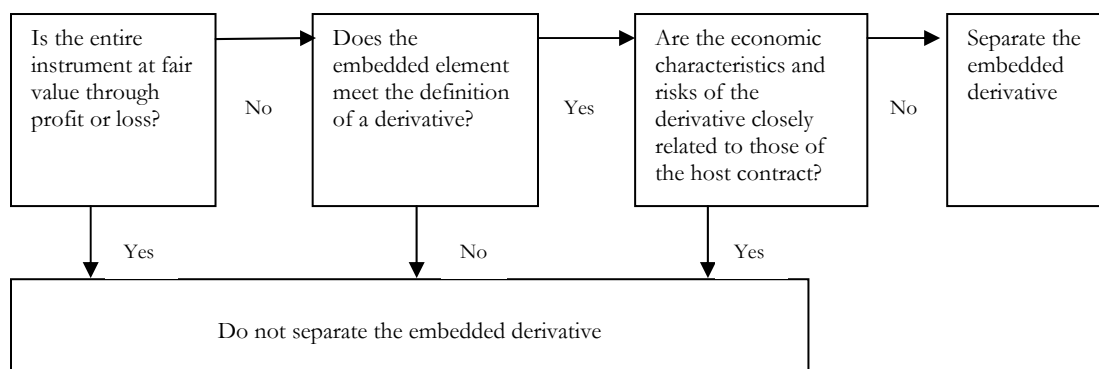 Is the entire
instrument at fair
value through
profit or loss?
No
Does the
embedded element
meet the definition
of a derivative?
Yes
Are the economic
characteristics and
risks of the
derivative closely
related to those of
the host contract?
No
Separate the
embedded
derivative
Yes
No
Yes
Do not separate the embedded derivative